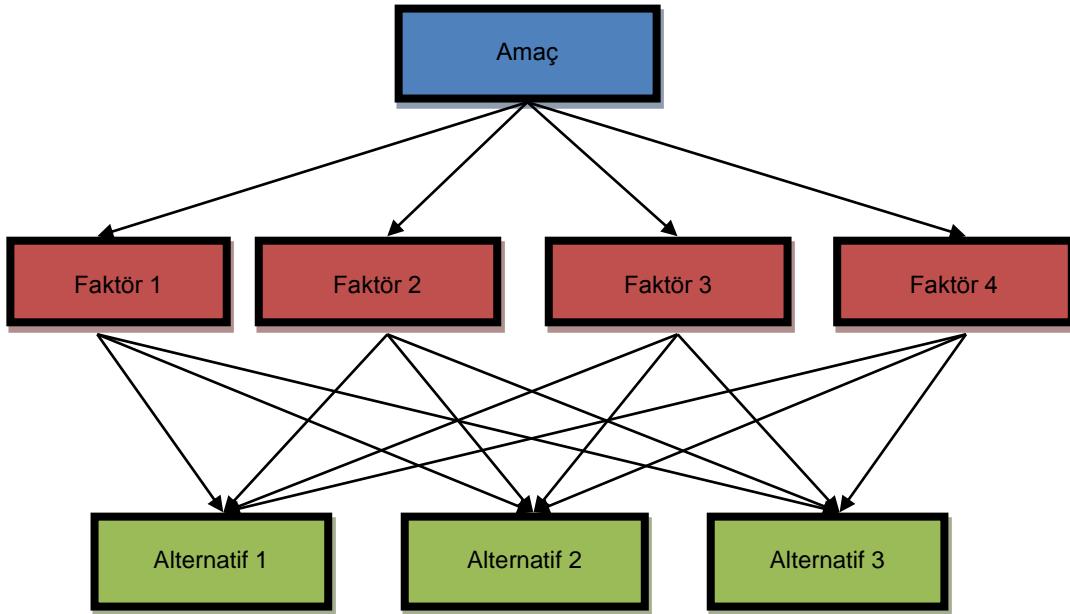 Amaç
Faktör 1
Faktör 2
Faktör 3
Faktör 4
Alternatif 1
Alternatif 2
Alternatif 3